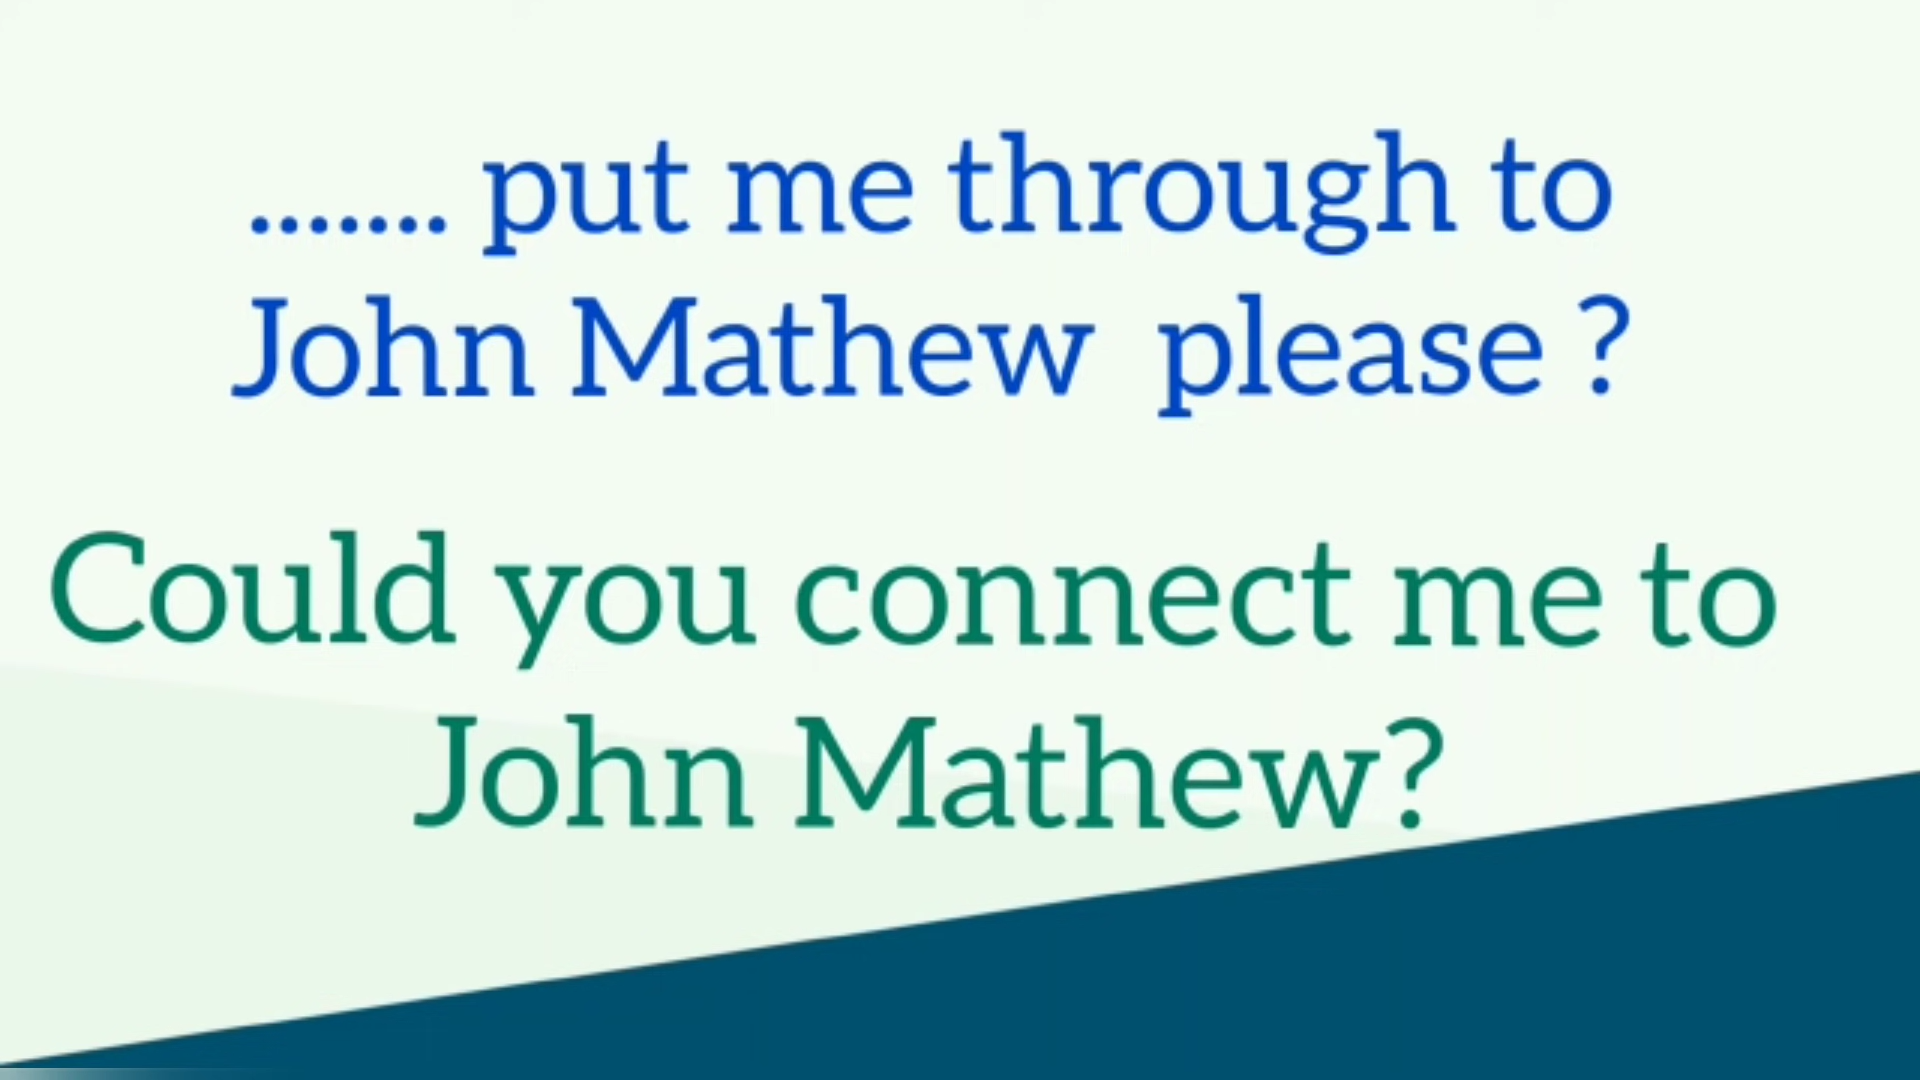 ....... put me through to
John Mathew please ?
Could you connect me to
John Mathew?